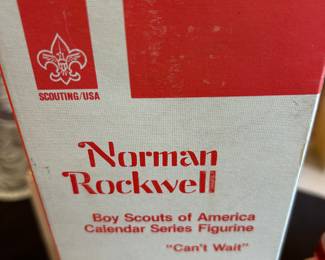 SCOUTING/USA
Norman
Rockwell
Boy Scouts of America
Calendar Series Figurine
"Can't Wait"